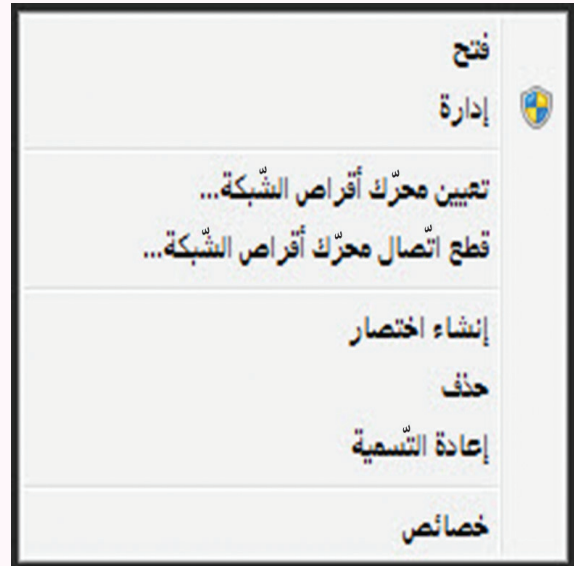 فتح
إدارة
تعيين محرّك أقراص الشّبكة...
قطع اتّصال محرّك أقراص الشّبكة...
إنشاء اختصار
حذف
إعادة التّسمية
خصائص